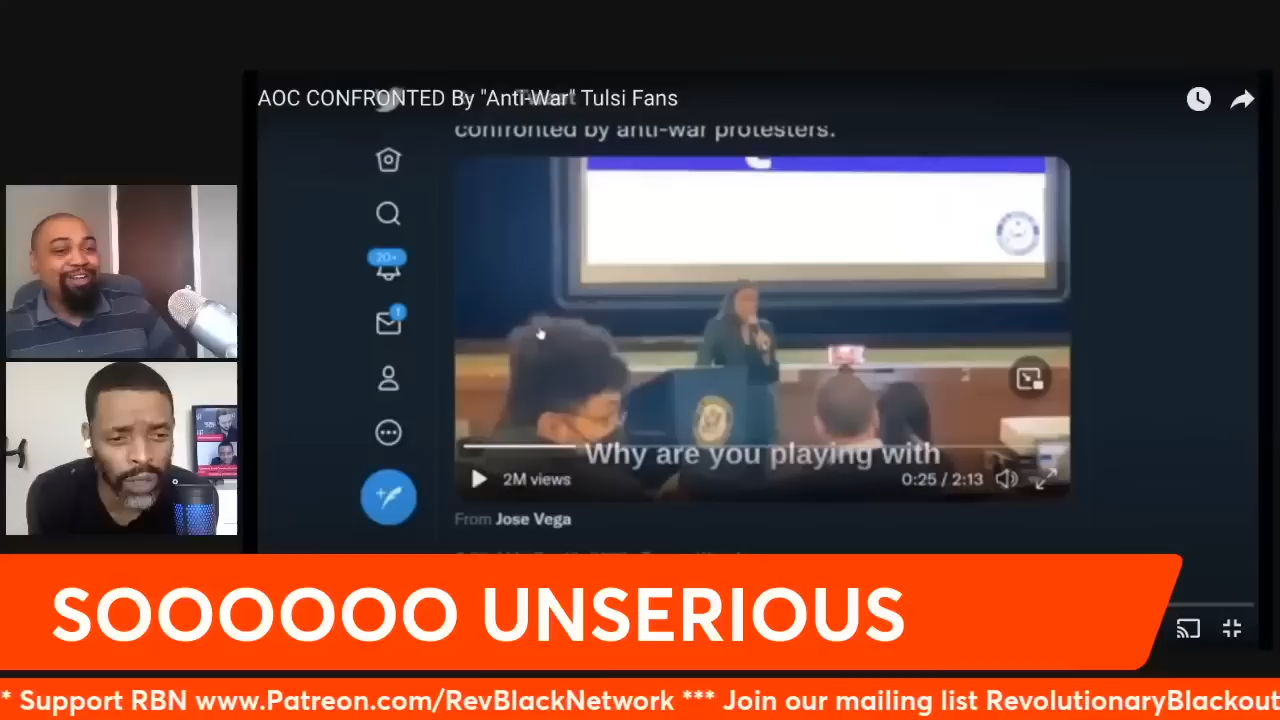 AOC CONFRONTED By "Anti-War" Tulsi Fans
confronted by anti-war protesters.
20+
1
Why are you playing with
2M views
0:25 / 2:13
From Jose Vega
SOOOOOO UNSERIOUS
* Support RBN www.Patreon.com/RevBlackNetwork *** Join our mailing list RevolutionaryBlackout